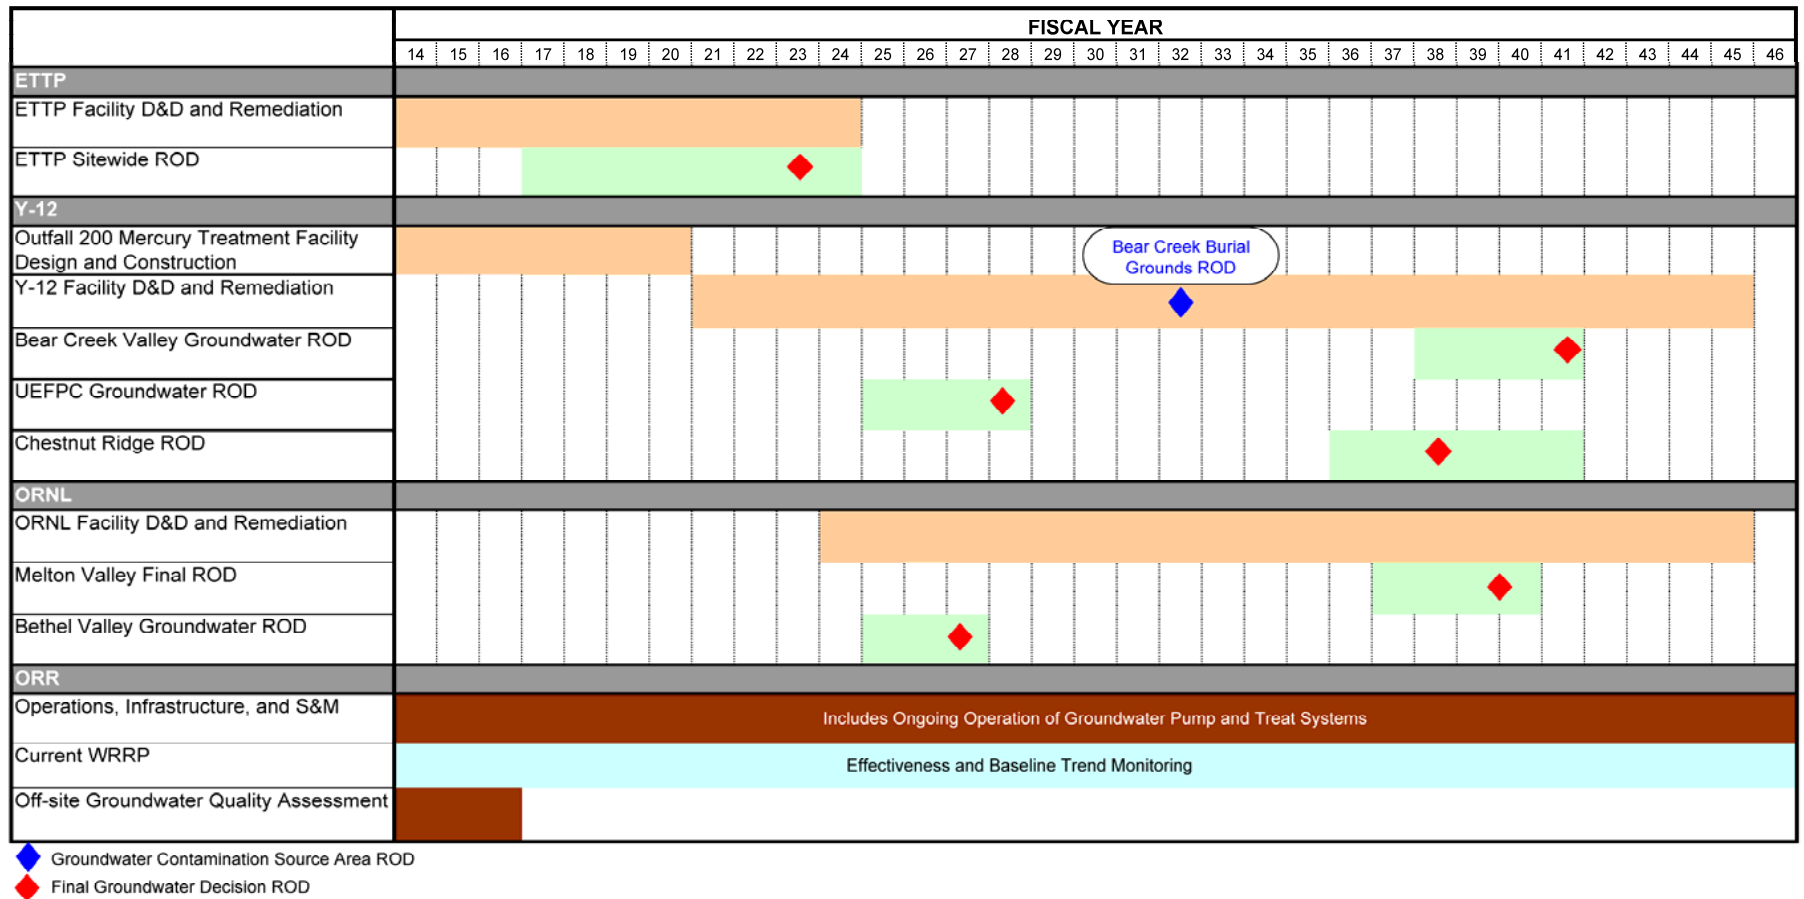 FISCAL YEAR
14 15 16 17 18 19 20 21 22 23 24 25 26 27 28 29 30 31 32 33 34 35 36 37 38 39 40 41 42 43 44 45 46
ETTP
ETTP Facility D&D and Remediation
ETTP Sitewide ROD
Y-12
Outfall 200 Mercury Treatment Facility
Design and Construction
Bear Creek Burial
Grounds ROD
Y-12 Facility D&D and Remediation
Bear Creek Valley Groundwater ROD
UEFPC Groundwater ROD
Chestnut Ridge ROD
ORNL
ORNL Facility D&D and Remediation
Melton Valley Final ROD
Bethel Valley Groundwater ROD
ORR
Operations, Infrastructure, and S&M
Includes Ongoing Operation of Groundwater Pump and Treat Systems
Current WRRP
Effectiveness and Baseline Trend Monitoring
Off-site Groundwater Quality Assessment
Groundwater Contamination Source Area ROD
Final Groundwater Decision ROD